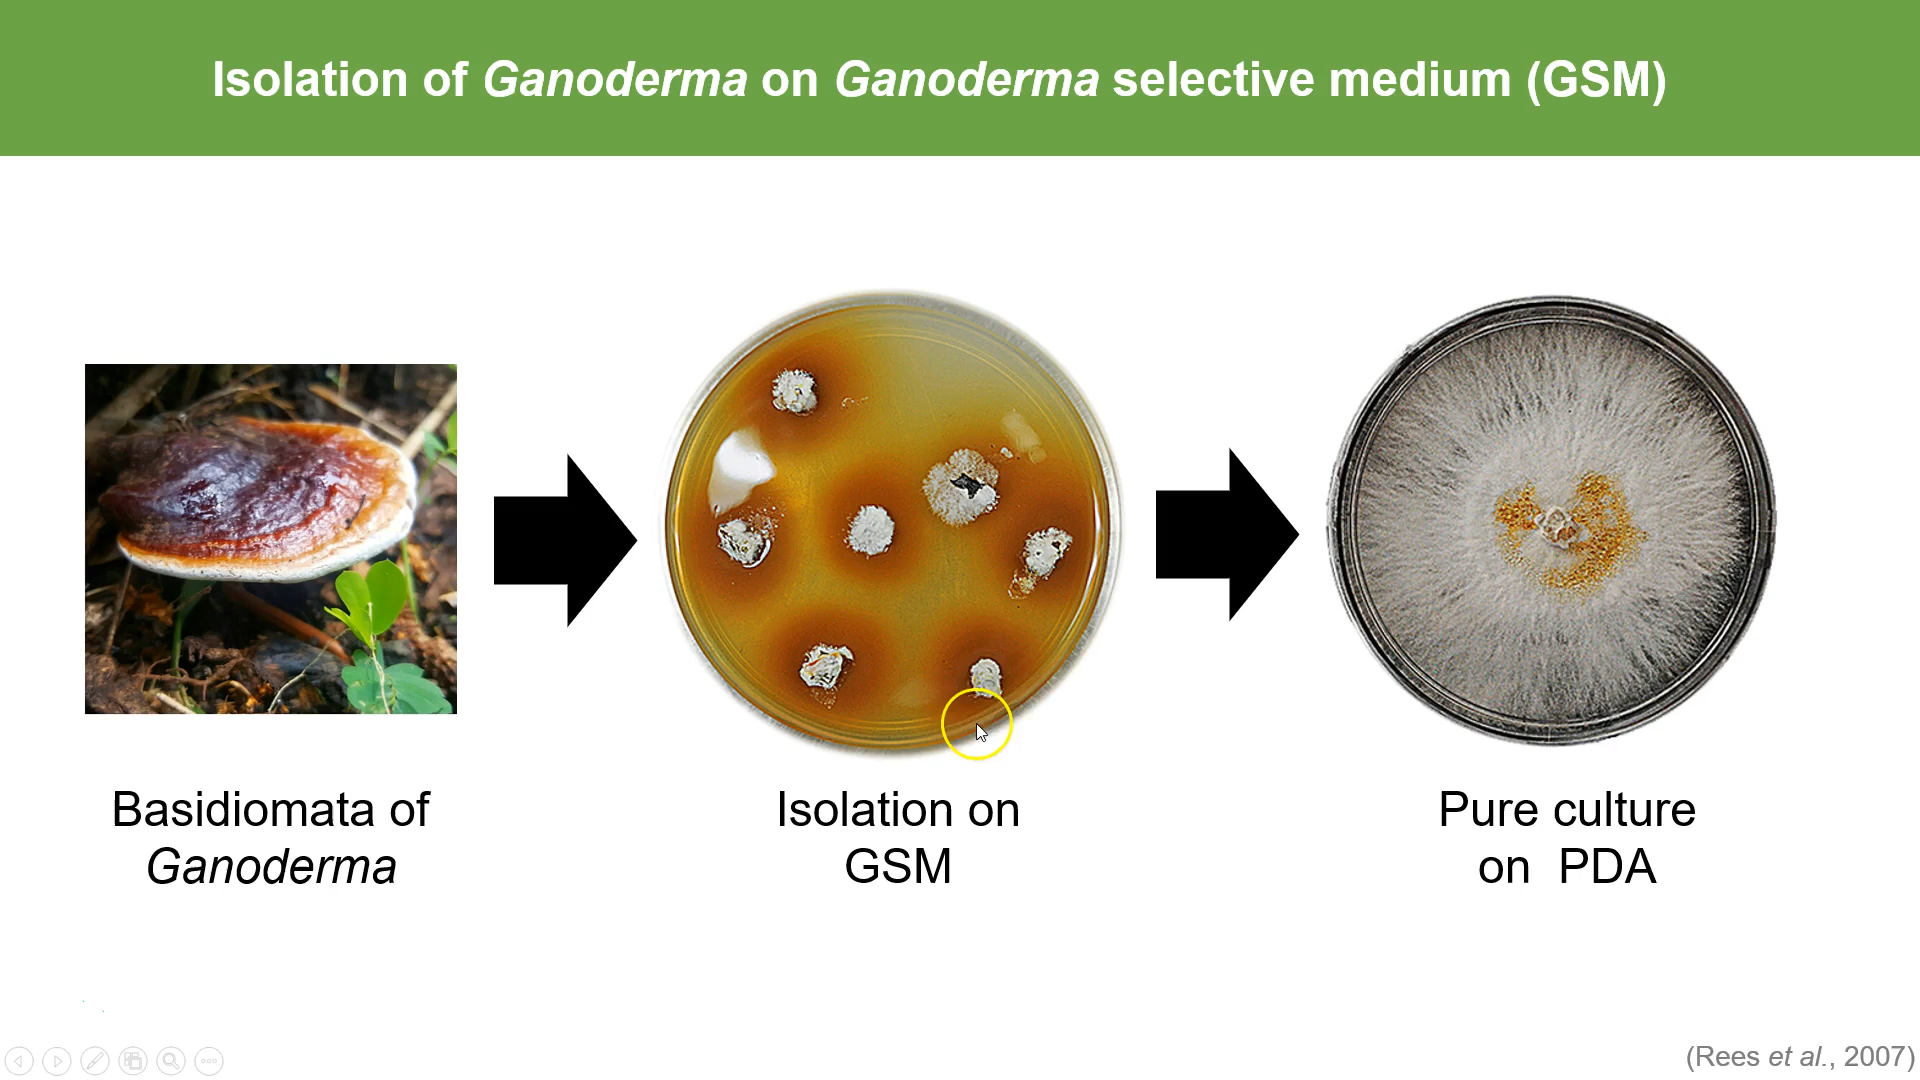 Isolation of Ganoderma on Ganoderma selective medium (GSM)
Basidiomata of
Ganoderma
Isolation on
GSM
Pure culture
on PDA
(Rees et al., 2007)